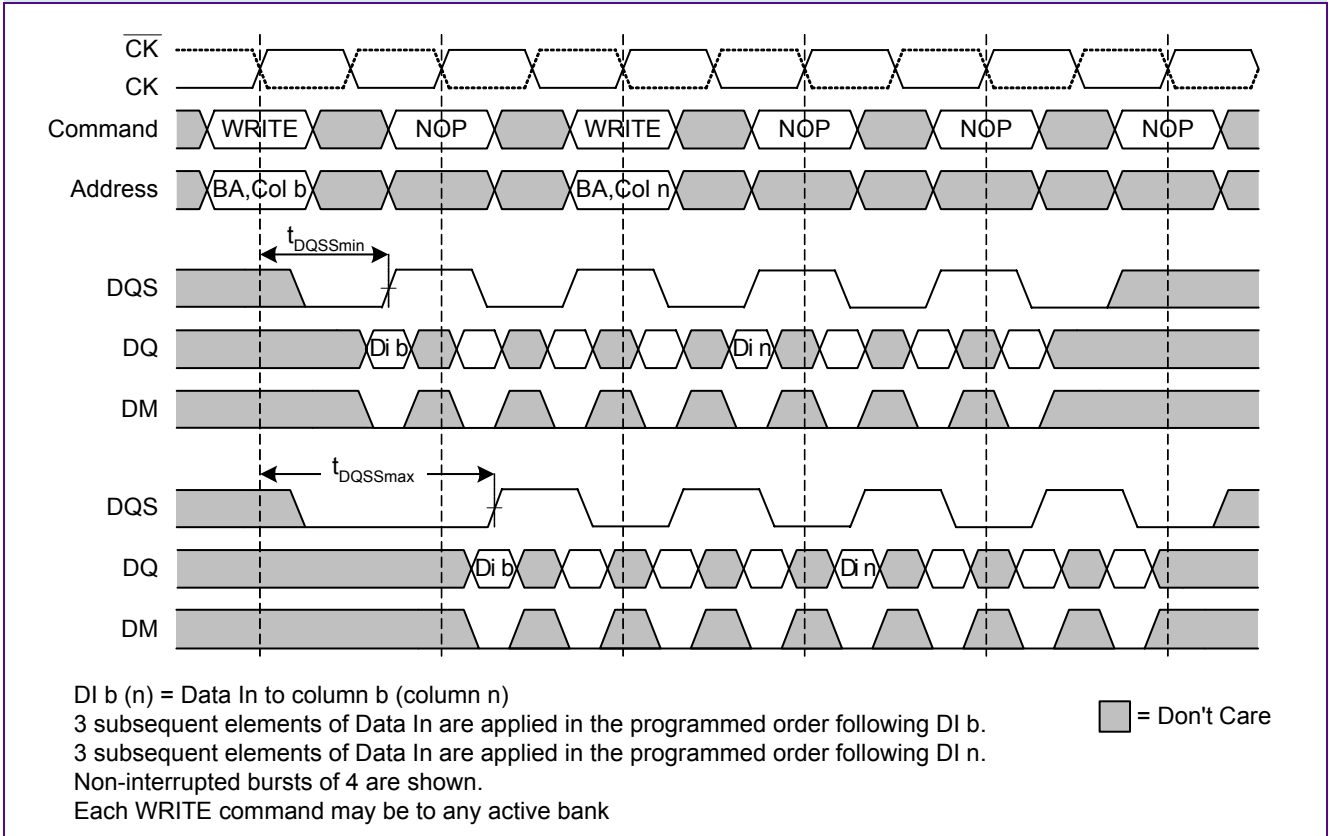 CK
CK
Command WRITE NOP WRITE NOP NOP NOP
Address BA,Col b BA,Col n
tDQSSmin
DQS
DQ Di b Di n
DM
tDQSSmax
DQS
DQ Di b Di n
DM
DI b (n) = Data In to column b (column n)
3 subsequent elements of Data In are applied in the programmed order following DI b.
= Don't Care
3 subsequent elements of Data In are applied in the programmed order following DI n.
Non-interrupted bursts of 4 are shown.
Each WRITE command may be to any active bank